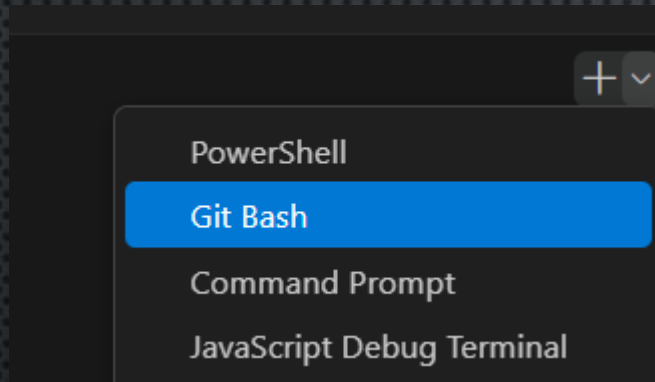 PowerShell
Git Bash
Command Prompt
JavaScript Debug Terminal